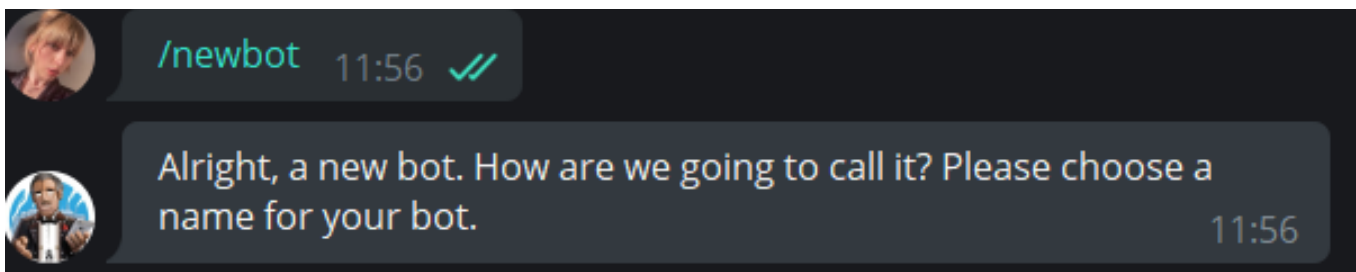 /newbot 11:56
Alright, a new bot. How are we going to call it? Please choose a
name for your bot.
11:56